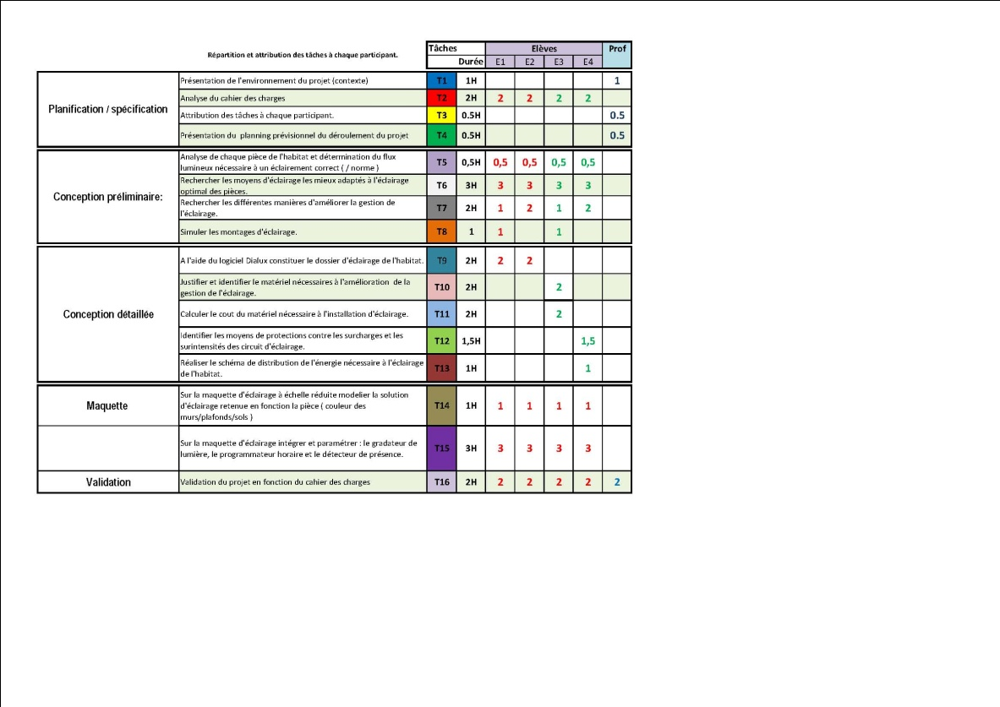 Répartition et attribution des tâches à chaque participant.
Tâches Elèves Prof
Durée E1 E2 E3 E4
Planification / spécification
Présentation de l'environnement du projet (contexte) T1 1H 1
Analyse du cahier des charges T2 2H 2 2 2 2
Attribution des tâches à chaque participant. T3 0.5H 0.5
Présentation du planning prévisionnel du déroulement du projet T4 0.5H 0.5
Conception préliminaire:
Analyse de chaque pièce de l'habitat et détermination du flux
lumineux nécessaire à un éclairement correct ( / norme ) T5 0,5H 0,5 0,5 0,5 0,5
Rechercher les moyens d'éclairage les mieux adaptés à l'éclairage
optimal des pièces. T6 3H 3 3 3 3
Rechercher les différentes manières d'améliorer la gestion de
l'éclairage. T7 2H 1 2 1 2
Simuler les montages d'éclairage. T8 1 1 1
Conception détaillée
A l'aide du logiciel Dialux constituer le dossier d'éclairage de l'habitat. T9 2H 2 2
Justifier et identifier le matériel nécessaires à l'amélioration de la
gestion de l'éclairage. T10 2H 2
Calculer le cout du matériel nécessaire à l'installation d'éclairage. T11 2H 2
Identifier les moyens de protections contre les surcharges et les
surintensités des circuit d'éclairage. T12 1,5H 1,5
Réaliser le schéma de distribution de l'énergie nécessaire à l'éclairage
de l'habitat. T13 1H 1
Maquette
Sur la maquette d'éclairage à échelle réduite modelier la solution
d'éclairage retenue en fonction la pièce ( couleur des
murs/plafonds/sols ) T14 1H 1 1 1 1
Sur la maquette d'éclairage intégrer et paramétrer : le gradateur de
lumière, le programmateur horaire et le détecteur de présence. T15 3H 3 3 3 3
Validation
Validation du projet en fonction du cahier des charges T16 2H 2 2 2 2 2